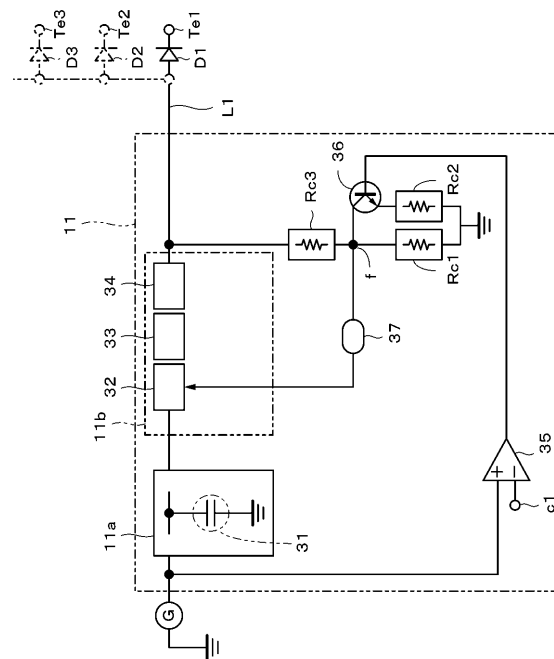 Te3
D3
Te2
D2
Te1
D1
L1
11
36
Rc3
Rc2
Rc1
f
34
33
32
37
11b
11a
31
35
+
−
c1
G